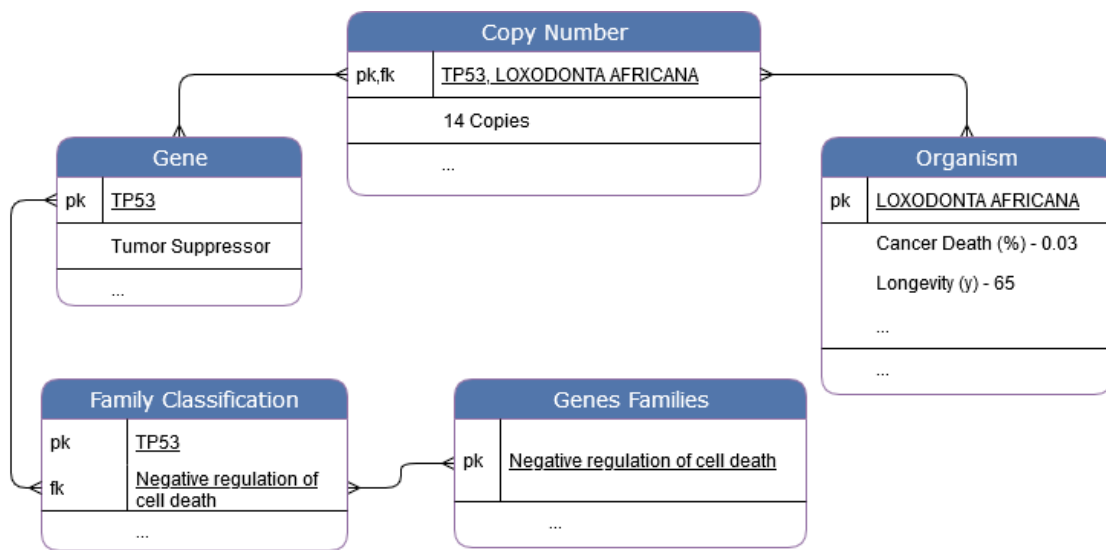 Copy Number
pk,fk
TP53, LOXODONTA AFRICANA
14 Copies
...
Gene
pk
TP53
Tumor Suppressor
...
Organism
pk
LOXODONTA AFRICANA
Cancer Death (%) - 0.03
Longevity (y) - 65
...
...
Family Classification
pk
TP53
fk
Negative regulation of
cell death
...
Genes Families
pk
Negative regulation of cell death
...